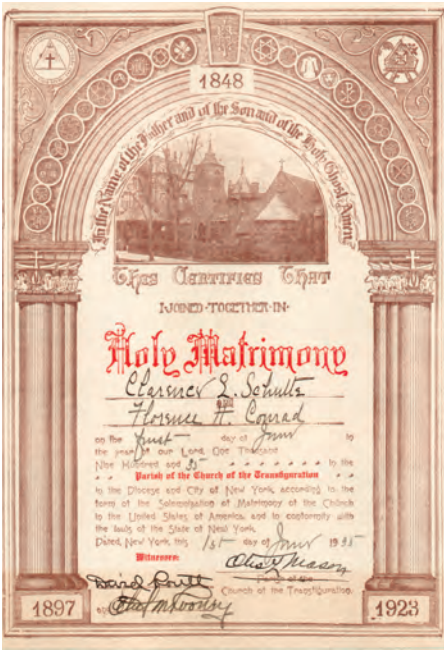 1848
In the Name of the Father and of the Son and of the Holy Ghost. Amen
This Certifies That
I·JOINED·TOGETHER·IN·
Holy Matrimony
Clarence L. Schulte
and
Florence H. Conrad
on the first day of June in
the year of our Lord One Thousand
Nine Hundred and 35 in the
Parish of the Church of the Transfiguration
in the Diocese and City of New York, according to the
form of the Solemnization of Matrimony of the Church
in the United States of America, and in conformity with
the laws of the State of New York.
Dated, New York, this 1st day of June 1935
Witnesses:
Mason
of the
Church of the Transfiguration.
David
and
1897
1923